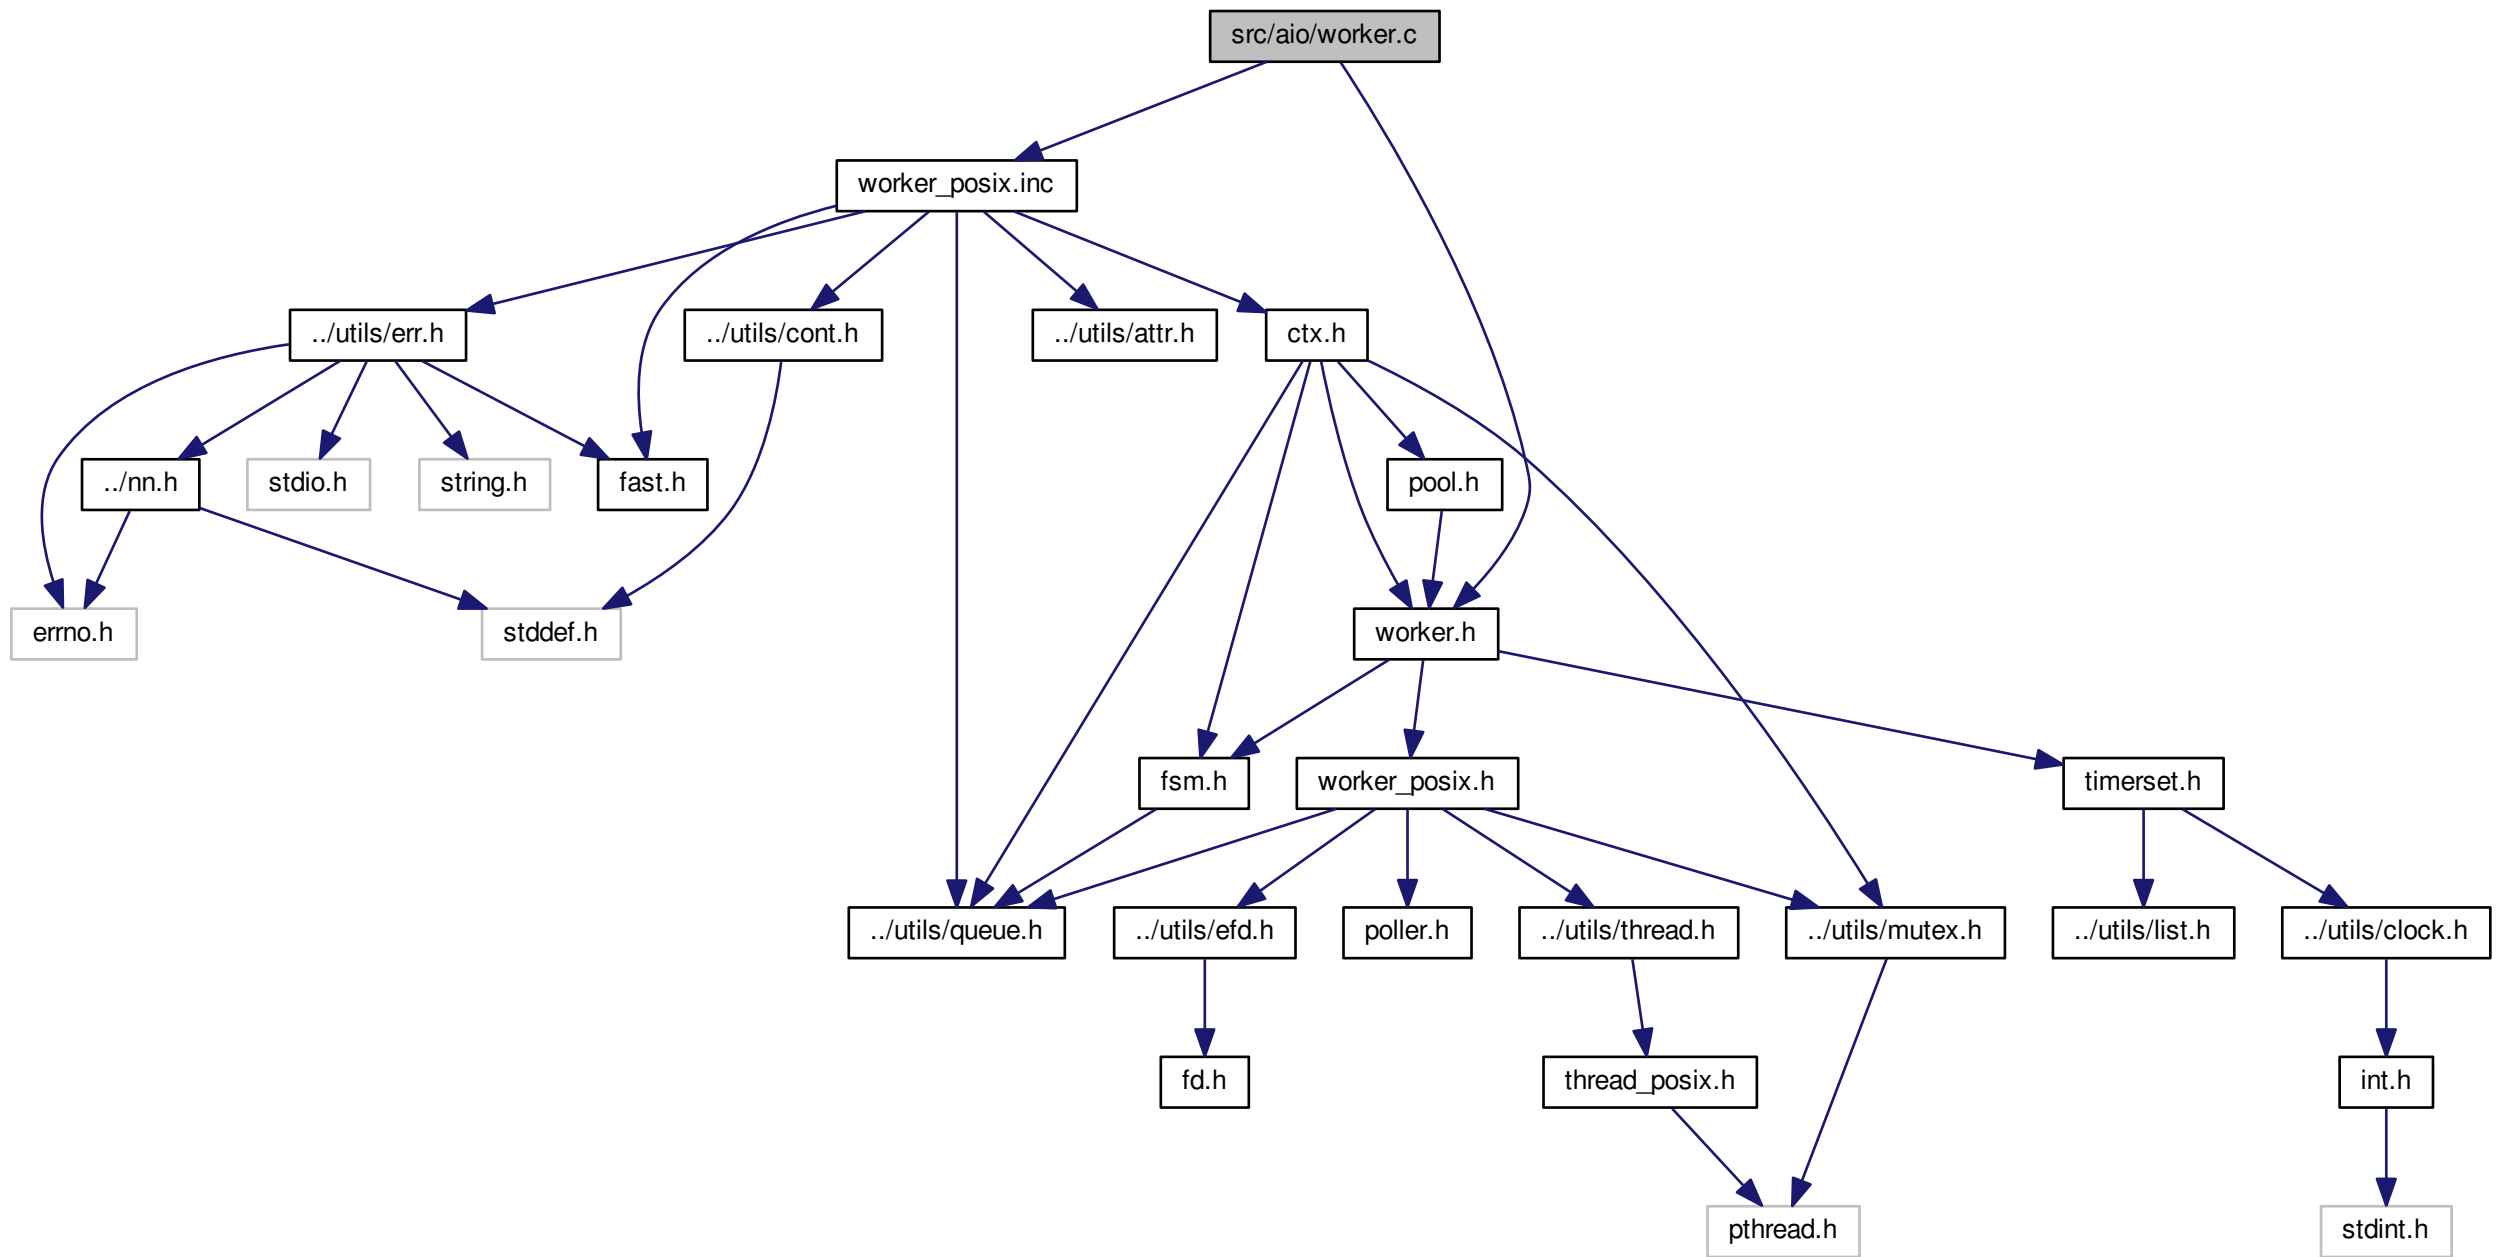 src/aio/worker.c
worker_posix.inc
../utils/err.h
../utils/cont.h
../utils/attr.h
ctx.h
../nn.h
stdio.h
string.h
fast.h
pool.h
errno.h
stddef.h
worker.h
fsm.h
worker_posix.h
timerset.h
../utils/queue.h
../utils/efd.h
poller.h
../utils/thread.h
../utils/mutex.h
../utils/list.h
../utils/clock.h
fd.h
thread_posix.h
int.h
pthread.h
stdint.h